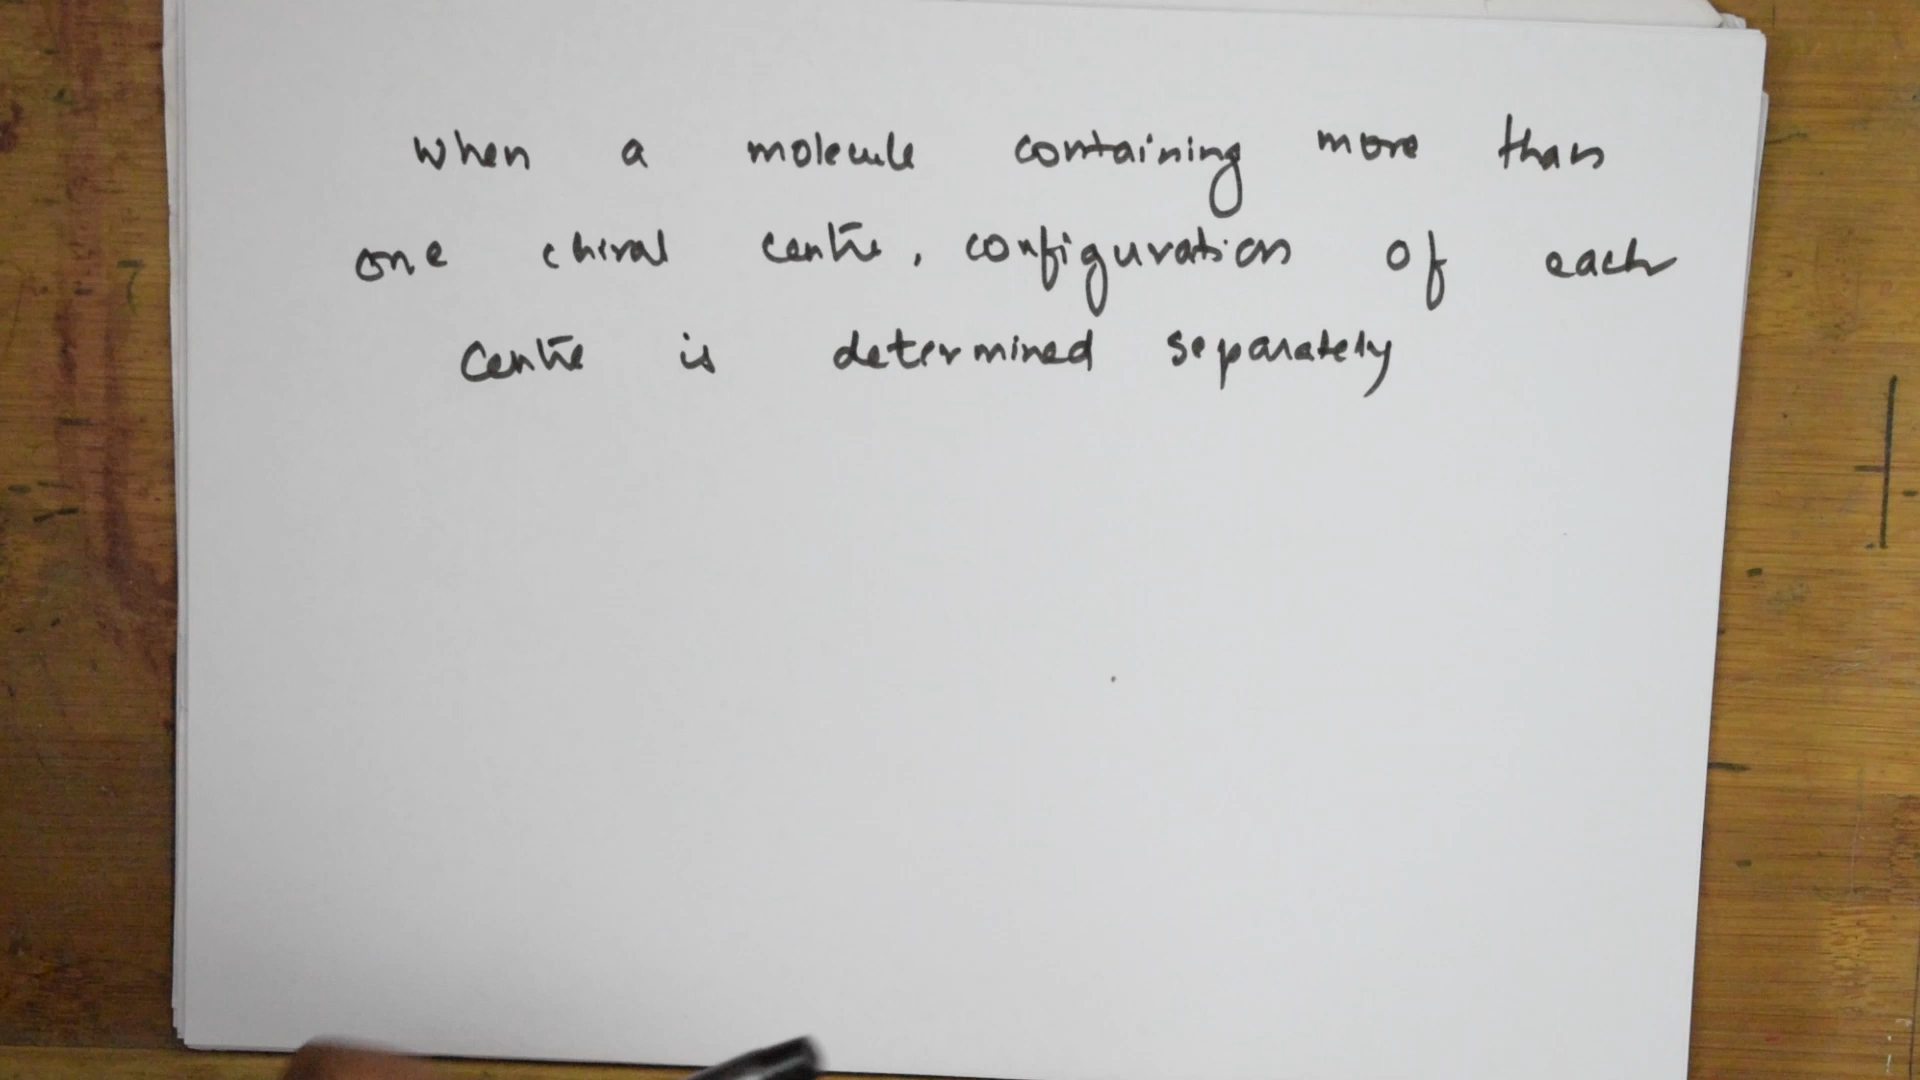 when a molecule containing more than
one chiral centre, configuration of each
centre is determined separately